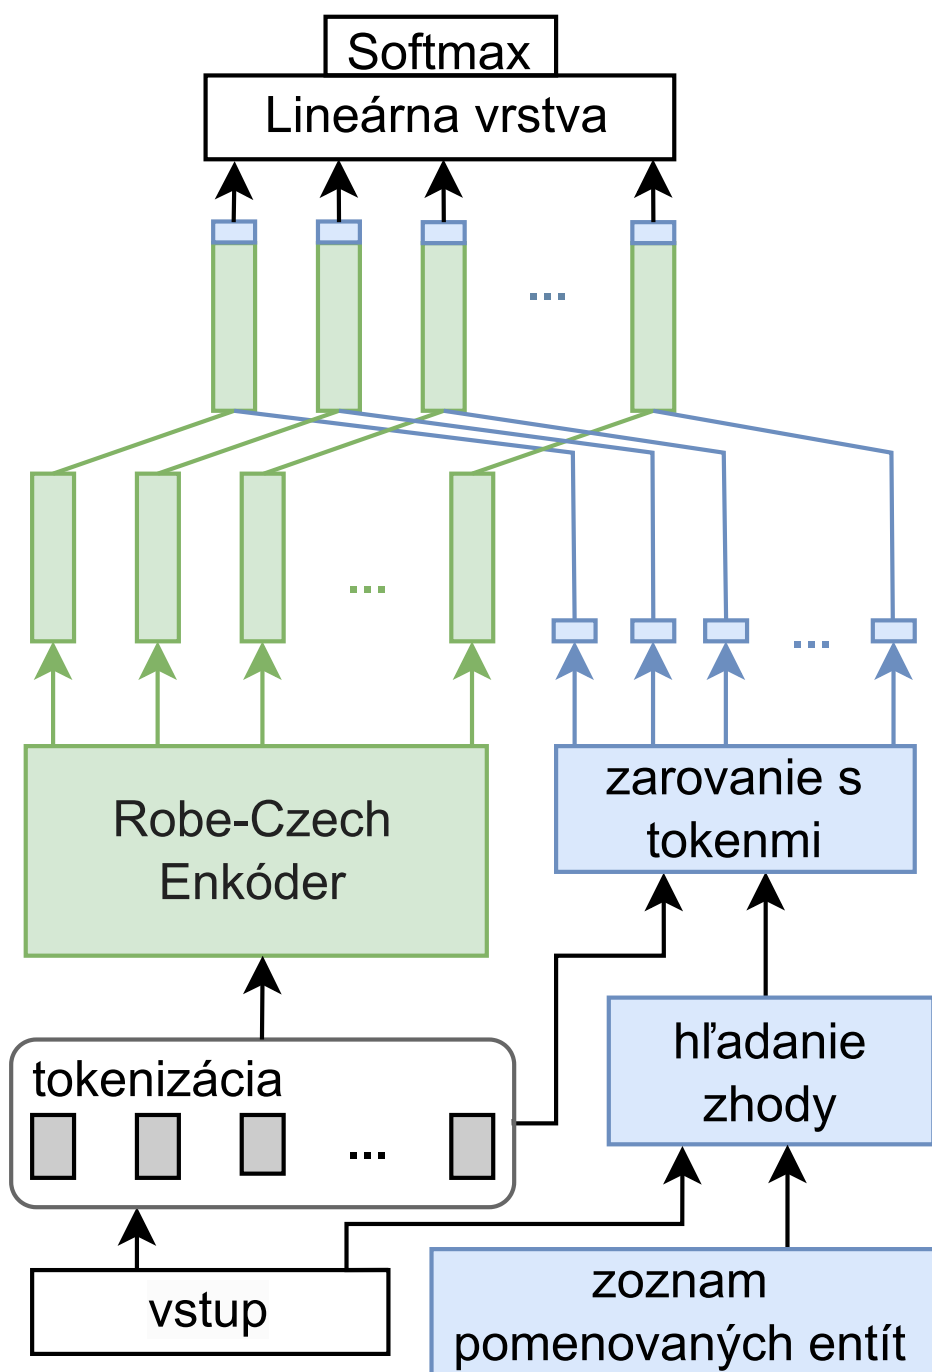 Softmax
Lineárna vrstva
...
...
...
Robe-Czech
Enkóder
zarovanie s
tokenmi
tokenizácia
...
hľadanie
zhody
vstup
zoznam
pomenovaných entít